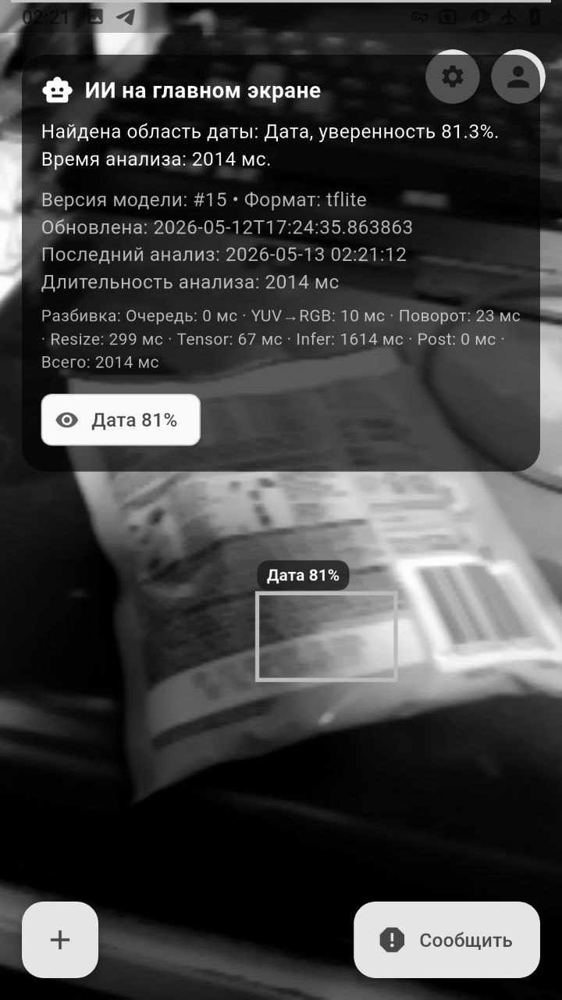 02:21
ИИ на главном экране
Найдена область даты: Дата, уверенность 81.3%.
Время анализа: 2014 мс.
Версия модели: #15 • Формат: tflite
Обновлена: 2026-05-12T17:24:35.863863
Последний анализ: 2026-05-13 02:21:12
Длительность анализа: 2014 мс
Разбивка: Очередь: 0 мс · YUV→RGB: 10 мс · Поворот: 23 мс
· Resize: 299 мс · Tensor: 67 мс · Infer: 1614 мс · Post: 0 мс ·
Всего: 2014 мс
Дата 81%
Дата 81%
Сообщить